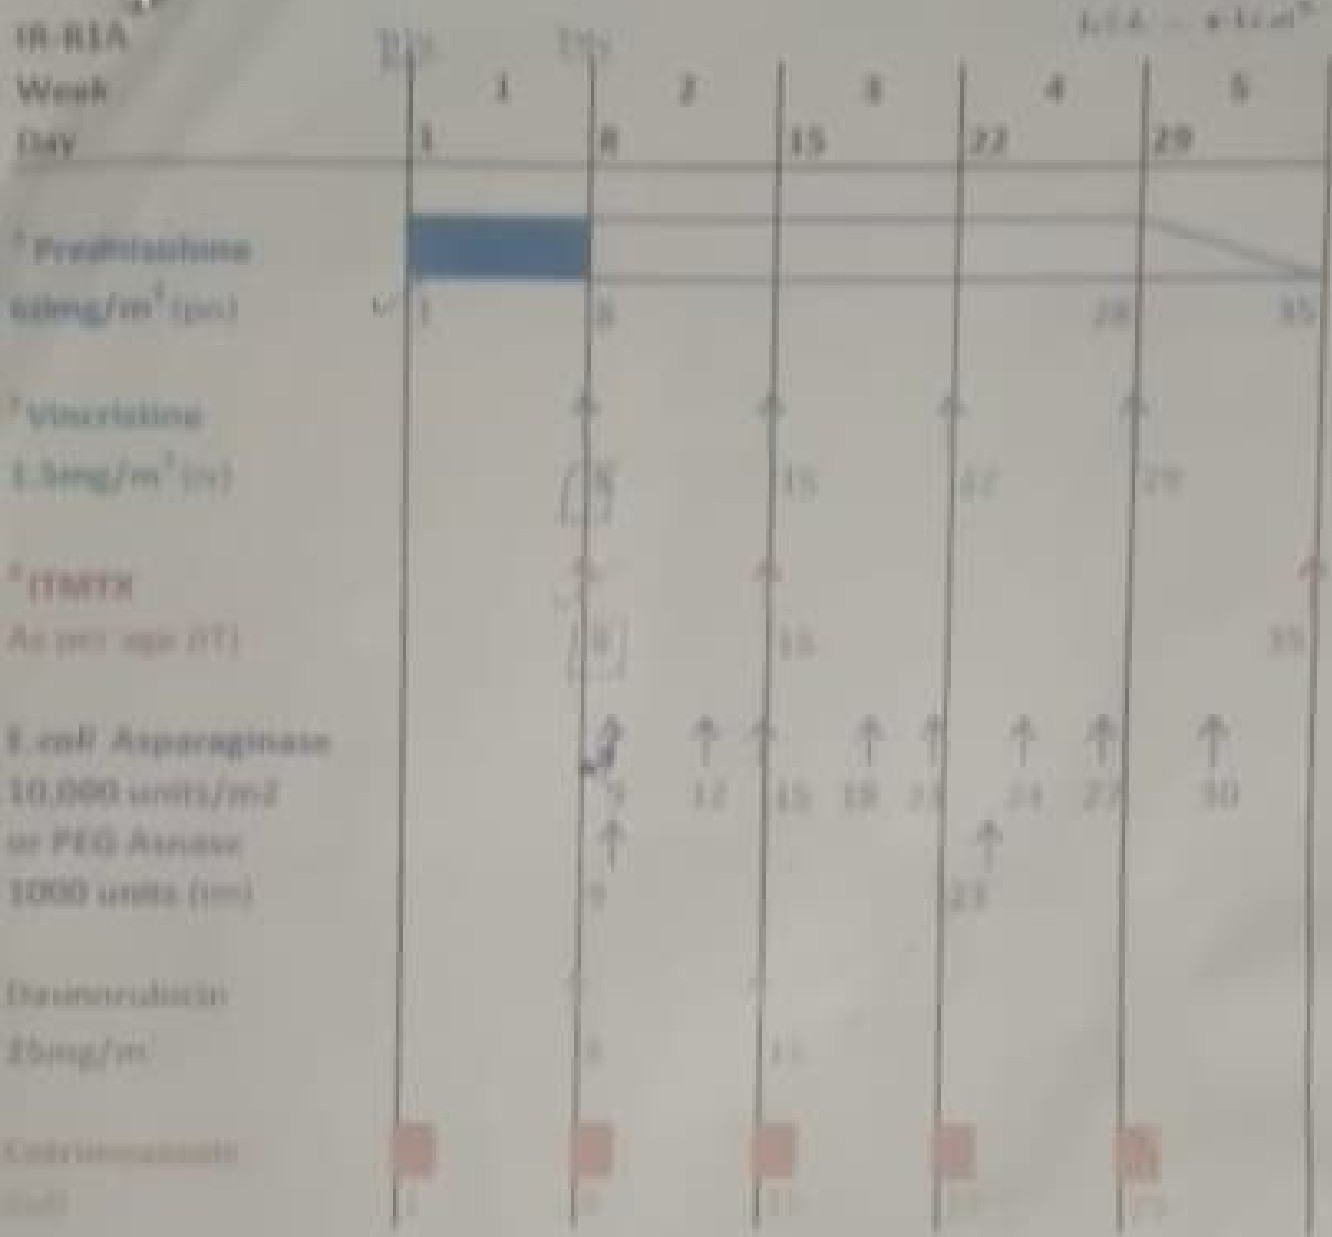 IR-R1A
Week 1 2 3 4 5
Day 1 8 15 22 29
Prednisolone
60mg/m² (po) 1 8 28 35
Vincristine
1.5mg/m² (iv) 8 15 22 29
ITMTX
As per age (IT) 8 15 35
E.coli Asparaginase
10,000 units/m2 9 12 15 18 21 24 27 30
or PEG Asnase
1000 units (im) 9 23
Daunorubicin
25mg/m 8 15
Cotrimoxazole